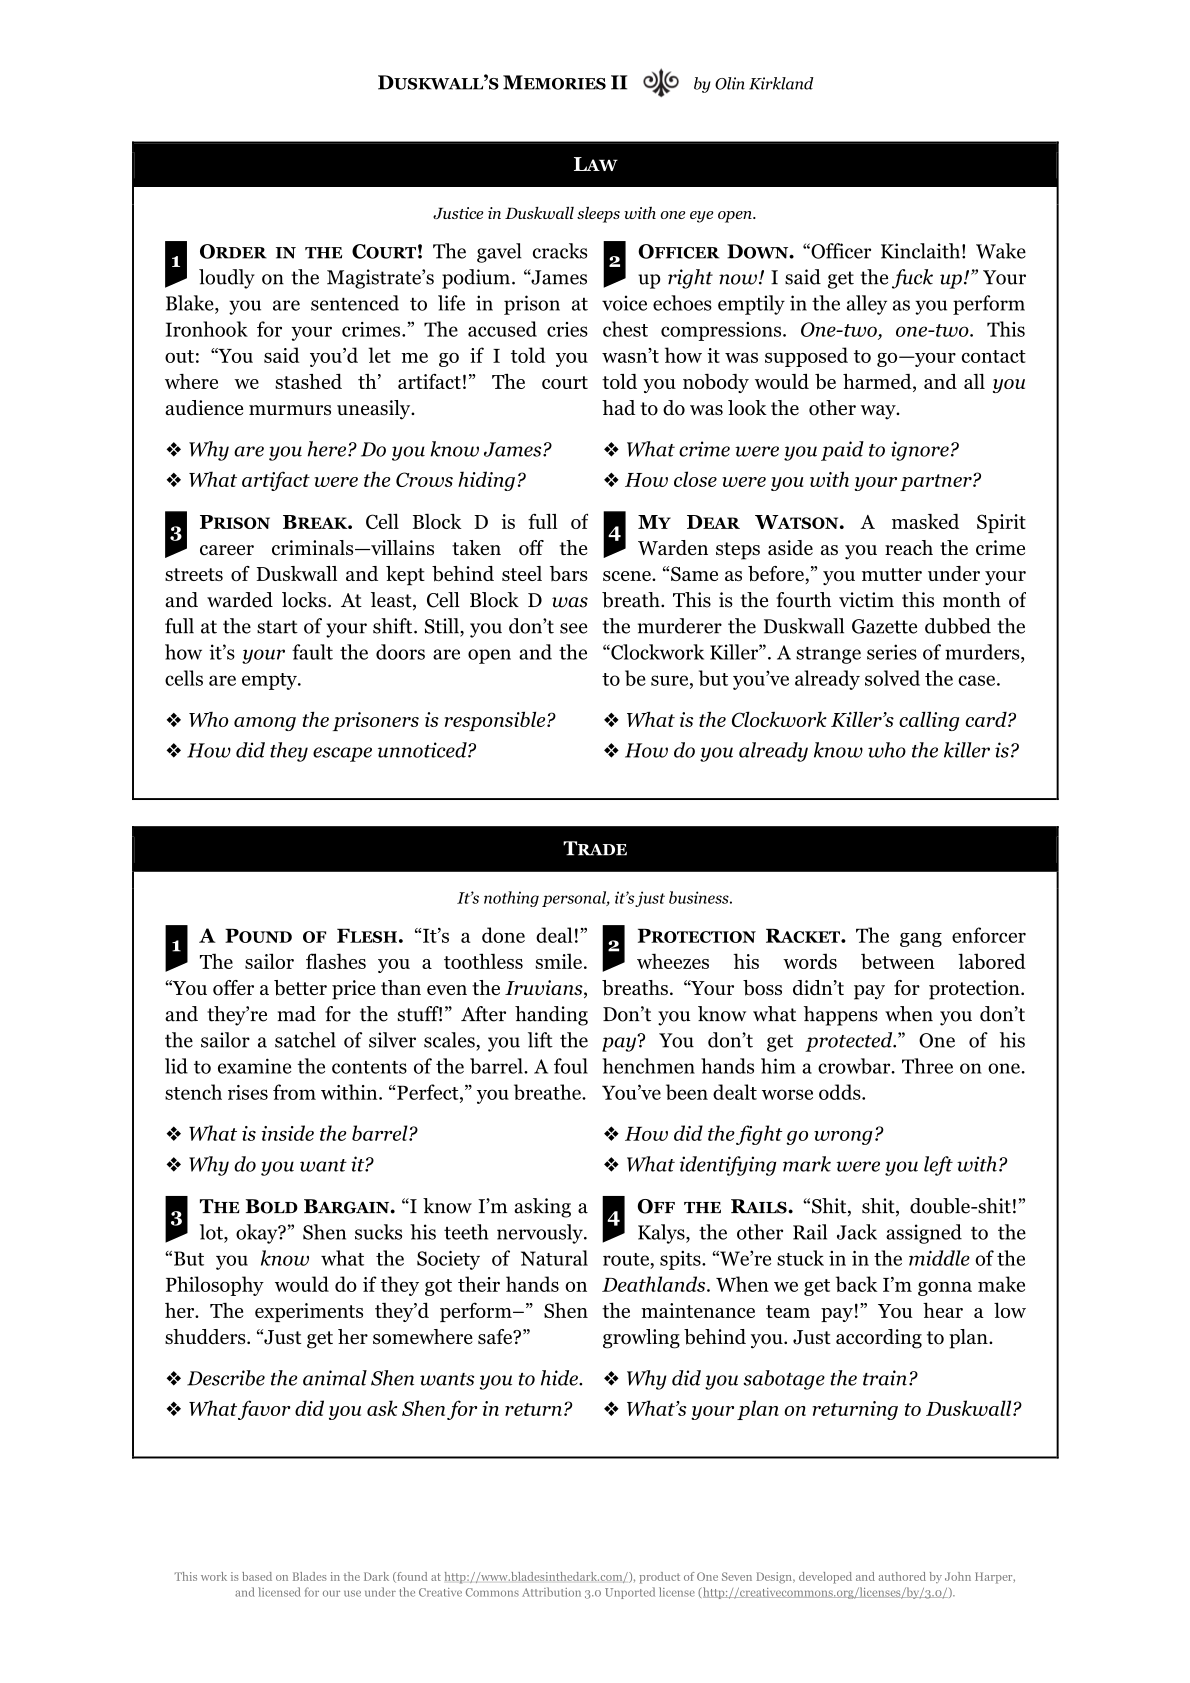 DUSKWALL’S MEMORIES II by Olin Kirkland
LAW
Justice in Duskwall sleeps with one eye open.
1 ORDER IN THE COURT! The gavel cracks
loudly on the Magistrate’s podium. “James
Blake, you are sentenced to life in prison at
Ironhook for your crimes.” The accused cries
out: “You said you’d let me go if I told you
where we stashed th’ artifact!” The court
audience murmurs uneasily.
❖ Why are you here? Do you know James?
❖ What artifact were the Crows hiding?
2 OFFICER DOWN. “Officer Kinclaith! Wake
up right now! I said get the fuck up!” Your
voice echoes emptily in the alley as you perform
chest compressions. One-two, one-two. This
wasn’t how it was supposed to go—your contact
told you nobody would be harmed, and all you
had to do was look the other way.
❖ What crime were you paid to ignore?
❖ How close were you with your partner?
3 PRISON BREAK. Cell Block D is full of
career criminals—villains taken off the
streets of Duskwall and kept behind steel bars
and warded locks. At least, Cell Block D was
full at the start of your shift. Still, you don’t see
how it’s your fault the doors are open and the
cells are empty.
❖ Who among the prisoners is responsible?
❖ How did they escape unnoticed?
4 MY DEAR WATSON. A masked Spirit
Warden steps aside as you reach the crime
scene. “Same as before,” you mutter under your
breath. This is the fourth victim this month of
the murderer the Duskwall Gazette dubbed the
“Clockwork Killer”. A strange series of murders,
to be sure, but you’ve already solved the case.
❖ What is the Clockwork Killer’s calling card?
❖ How do you already know who the killer is?
TRADE
It’s nothing personal, it’s just business.
1 A POUND OF FLESH. “It’s a done deal!”
The sailor flashes you a toothless smile.
“You offer a better price than even the Iruvians,
and they’re mad for the stuff!” After handing
the sailor a satchel of silver scales, you lift the
lid to examine the contents of the barrel. A foul
stench rises from within. “Perfect,” you breathe.
❖ What is inside the barrel?
❖ Why do you want it?
2 PROTECTION RACKET. The gang enforcer
wheezes his words between labored
breaths. “Your boss didn’t pay for protection.
Don’t you know what happens when you don’t
pay? You don’t get protected.” One of his
henchmen hands him a crowbar. Three on one.
You’ve been dealt worse odds.
❖ How did the fight go wrong?
❖ What identifying mark were you left with?
3 THE BOLD BARGAIN. “I know I’m asking a
lot, okay?” Shen sucks his teeth nervously.
“But you know what the Society of Natural
Philosophy would do if they got their hands on
her. The experiments they’d perform–” Shen
shudders. “Just get her somewhere safe?”
❖ Describe the animal Shen wants you to hide.
❖ What favor did you ask Shen for in return?
4 OFF THE RAILS. “Shit, shit, double-shit!”
Kalys, the other Rail Jack assigned to the
route, spits. “We’re stuck in in the middle of the
Deathlands. When we get back I’m gonna make
the maintenance team pay!” You hear a low
growling behind you. Just according to plan.
❖ Why did you sabotage the train?
❖ What’s your plan on returning to Duskwall?
This work is based on Blades in the Dark (found at http://www.bladesinthedark.com/), product of One Seven Design, developed and authored by John Harper,
and licensed for our use under the Creative Commons Attribution 3.0 Unported license (http://creativecommons.org/licenses/by/3.0/).